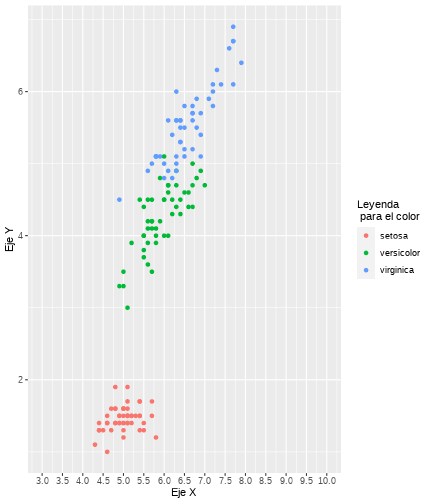 6
4
2
Eje Y
3.0 3.5 4.0 4.5 5.0 5.5 6.0 6.5 7.0 7.5 8.0 8.5 9.0 9.5 10.0
Eje X
Leyenda
para el color
setosa
versicolor
virginica